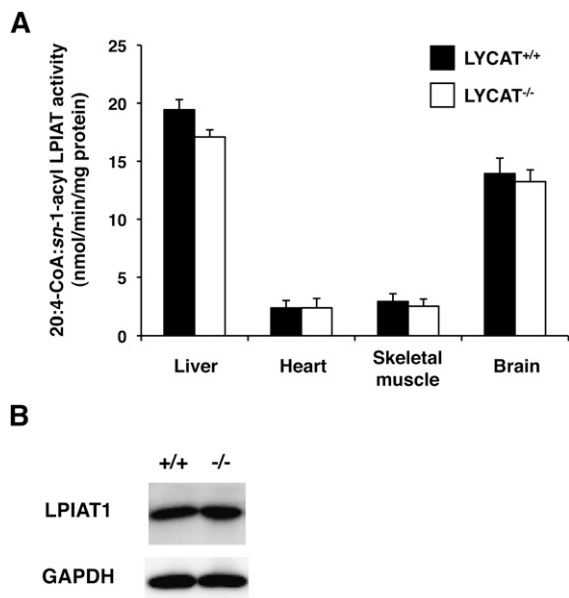 A
20:4-CoA:sn-1-acyl LPIAT activity
(nmol/min/mg protein)
25
20
15
10
5
0
LYCAT+/+
LYCAT-/-
Liver
Heart
Skeletal
muscle
Brain
B
+/+ -/-
LPIAT1
GAPDH